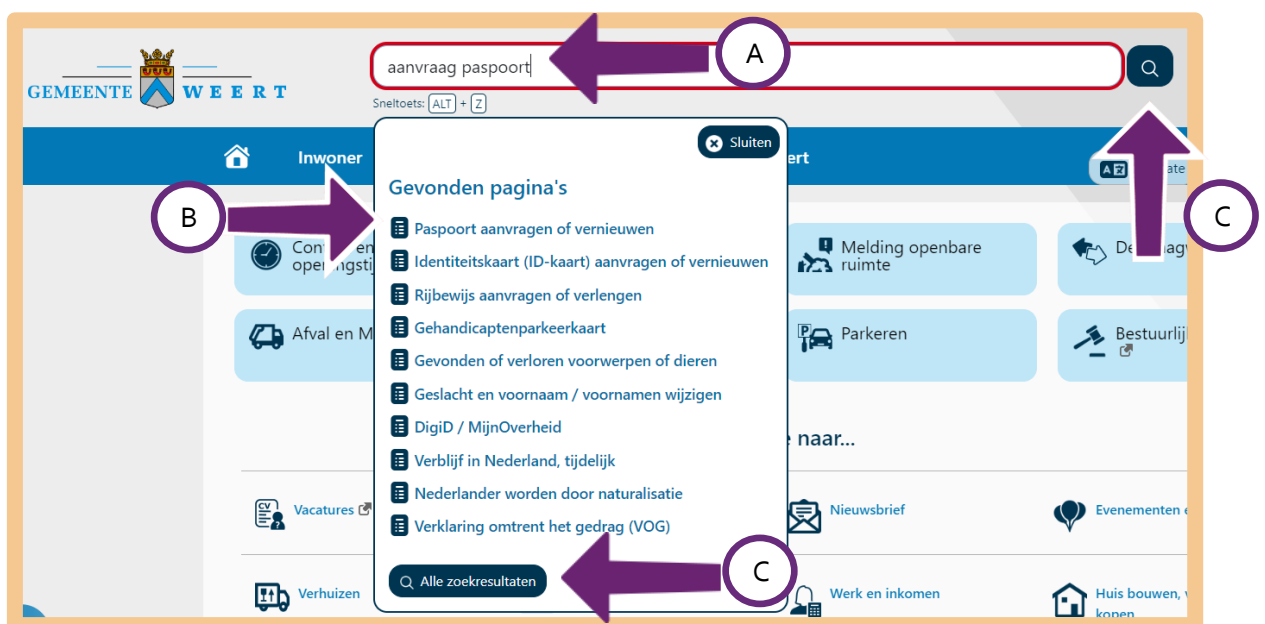 A
aanvraag paspoort
GEMEENTE WEERT
Sneltoets: ALT + Z
Sluiten
Inwoner
ert
ate
C
B
Gevonden pagina's
Paspoort aanvragen of vernieuwen
Identiteitskaart (ID-kaart) aanvragen of vernieuwen
Rijbewijs aanvragen of verlengen
Gehandicaptenparkeerkaart
Gevonden of verloren voorwerpen of dieren
Geslacht en voornaam / voornamen wijzigen
DigiD / MijnOverheid
Verblijf in Nederland, tijdelijk
Nederlander worden door naturalisatie
Verklaring omtrent het gedrag (VOG)
Alle zoekresultaten
C
Melding openbare
ruimte
Afval en M
Parkeren
Bestuurlij
naar...
Vacatures
Nieuwsbrief
Evenementen e
Verhuizen
Werk en inkomen
Huis bouwen,
kopen